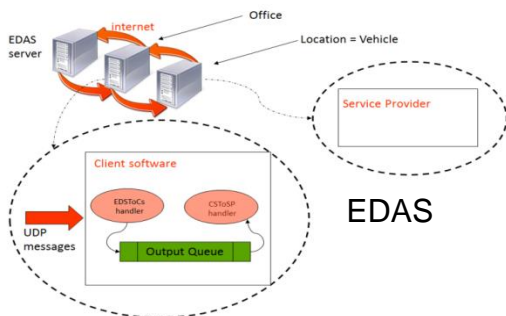 internet
Office
EDAS
server
Location = Vehicle
Service Provider
Client software
EDSToCs
handler
CSToSP
handler
EDAS
UDP
messages
Output Queue